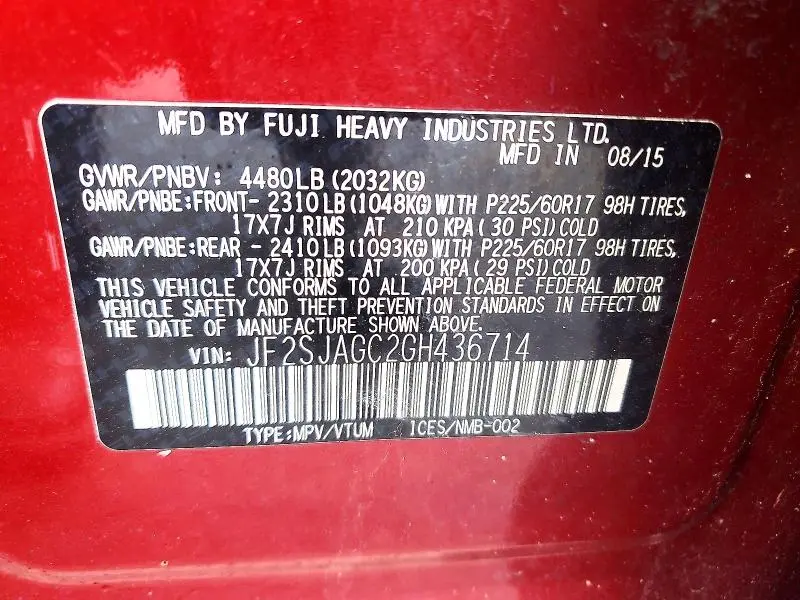 MFD BY FUJI HEAVY INDUSTRIES LTD.
MFD IN 08/15
GVWR/PNBV: 4480LB(2032KG)
GAWR/PNBE:FRONT-2310LB(1048KG)WITH P225/60R17 98H TIRES,
17X7J RIMS AT 210 KPA(30 PSI)COLD
GAWR/PNBE:REAR -2410LB(1093KG)WITH P225/60R17 98H TIRES,
17X7J RIMS AT 200 KPA(29 PSI)COLD
THIS VEHICLE CONFORMS TO ALL APPLICABLE FEDERAL MOTOR
VEHICLE SAFETY AND THEFT PREVENTION STANDARDS IN EFFECT ON
THE DATE OF MANUFACTURE SHOWN ABOVE.
VIN: JF2SJAGC2GH436714
TYPE:MPV/VTUM ICES/NMB-002